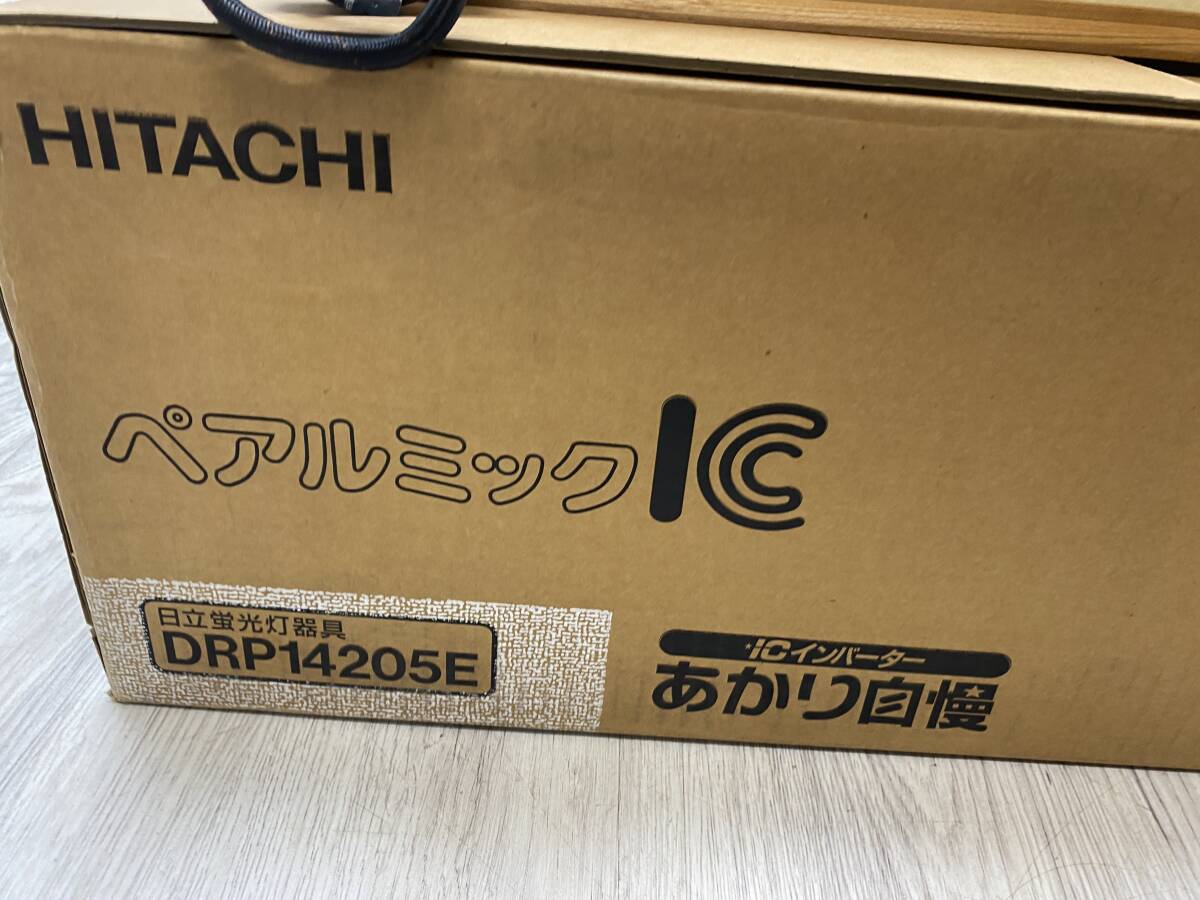 HITACHI
ペアルミックIC
日立蛍光灯器具
DRP14205E
ICインバーター
あかり自慢